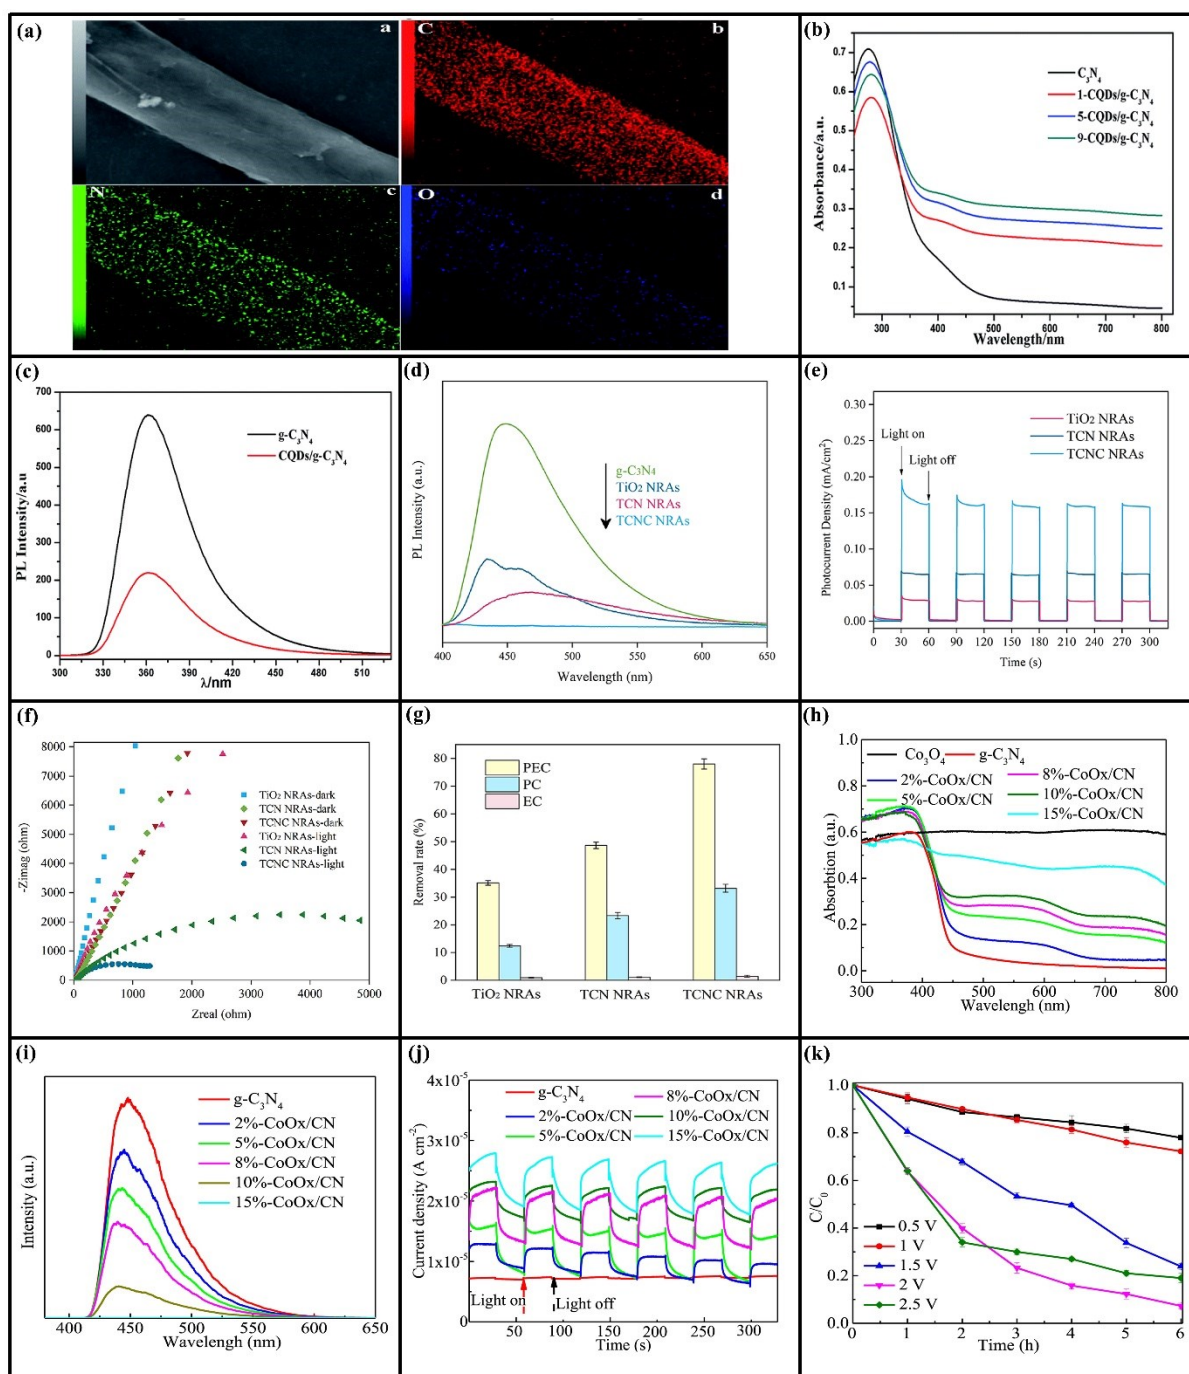 (a)
a
C
b
N
c
O
d
(b)
Absorbance/a.u.
0.7
0.6
0.5
0.4
0.3
0.2
0.1
C₃N₄
1-CQDs/g-C₃N₄
5-CQDs/g-C₃N₄
9-CQDs/g-C₃N₄
300 400 500 600 700 800
Wavelength/nm
(c)
PL Intensity/a.u
700
600
500
400
300
200
100
0
g-C₃N₄
CQDs/g-C₃N₄
300 330 360 390 420 450 480 510
λ/nm
(d)
PL Intensity (a.u.)
g-C₃N₄
TiO₂ NRAs
TCN NRAs
TCNC NRAs
400 450 500 550 600 650
Wavelength (nm)
(e)
Photocurrent Density (mA/cm²)
0.30
0.25
0.20
0.15
0.10
0.05
0.00
Light on
Light off
TiO₂ NRAs
TCN NRAs
TCNC NRAs
0 30 60 90 120 150 180 210 240 270 300
Time (s)
(f)
-Zimag (ohm)
8000
7000
6000
5000
4000
3000
2000
1000
0
TiO₂ NRAs-dark
TCN NRAs-dark
TCNC NRAs-dark
TiO₂ NRAs-light
TCN NRAs-light
TCNC NRAs-light
0 1000 2000 3000 4000 5000
Zreal (ohm)
(g)
Removal rate (%)
80
70
60
50
40
30
20
10
0
PEC
PC
EC
TiO₂ NRAs TCN NRAs TCNC NRAs
(h)
Absorbtion (a.u.)
1.0
0.8
0.6
0.4
0.2
0.0
Co₃O₄ g-C₃N₄
2%-CoOx/CN 8%-CoOx/CN
5%-CoOx/CN 10%-CoOx/CN
15%-CoOx/CN
300 400 500 600 700 800
Wavelengh (nm)
(i)
Intensity (a.u.)
g-C₃N₄
2%-CoOx/CN
5%-CoOx/CN
8%-CoOx/CN
10%-CoOx/CN
15%-CoOx/CN
400 450 500 550 600 650
Wavelengh (nm)
(j)
Current density (A cm⁻²)
4x10⁻⁵
3x10⁻⁵
2x10⁻⁵
1x10⁻⁵
0
g-C₃N₄ 8%-CoOx/CN
2%-CoOx/CN 10%-CoOx/CN
5%-CoOx/CN 15%-CoOx/CN
Light on
Light off
50 100 150 200 250 300
Time (s)
(k)
C/C₀
1.0
0.8
0.6
0.4
0.2
0.0
0.5 V
1 V
1.5 V
2 V
2.5 V
0 1 2 3 4 5 6
Time (h)